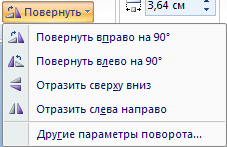 Повернуть
3,64 см
Повернуть вправо на 90°
Повернуть влево на 90°
Отразить сверху вниз
Отразить слева направо
Другие параметры поворота...